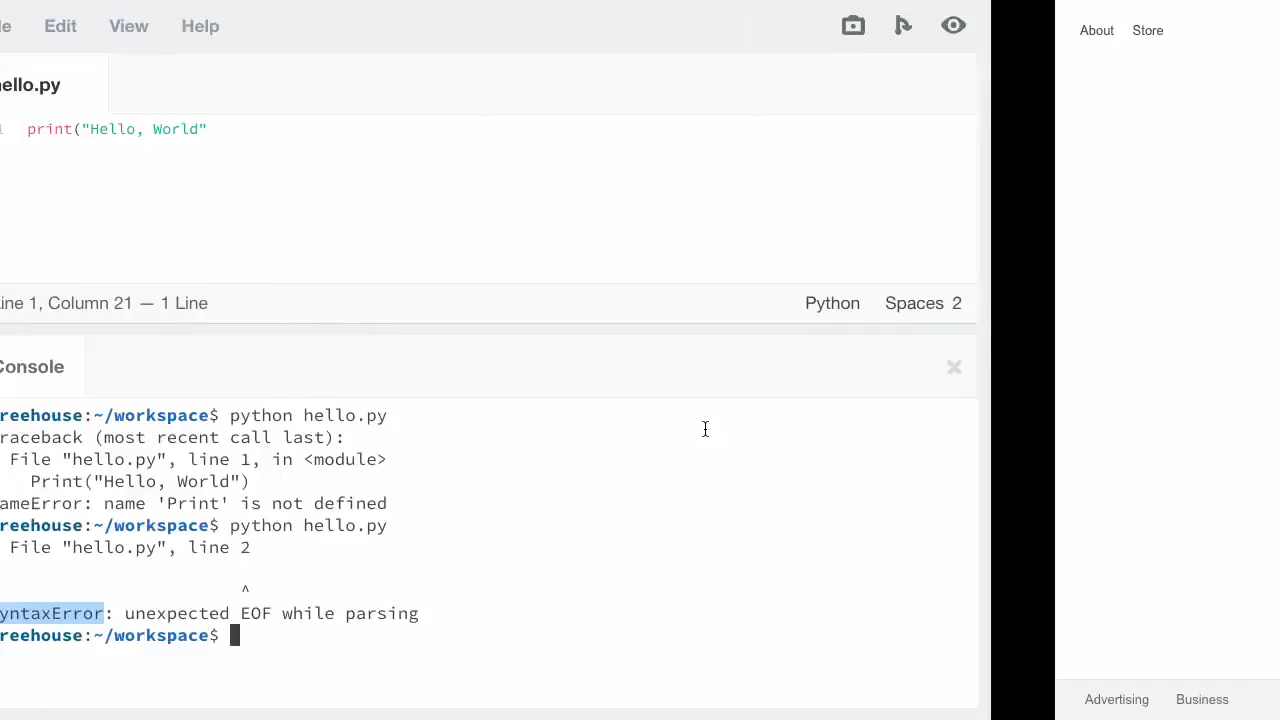 le Edit View Help
ello.py
1 print("Hello, World"
ine 1, Column 21 — 1 Line Python Spaces 2
Console
reehouse:~/workspace$ python hello.py
raceback (most recent call last):
File "hello.py", line 1, in <module>
Print("Hello, World")
ameError: name 'Print' is not defined
reehouse:~/workspace$ python hello.py
File "hello.py", line 2
^
yntaxError: unexpected EOF while parsing
reehouse:~/workspace$
About Store
Advertising Business